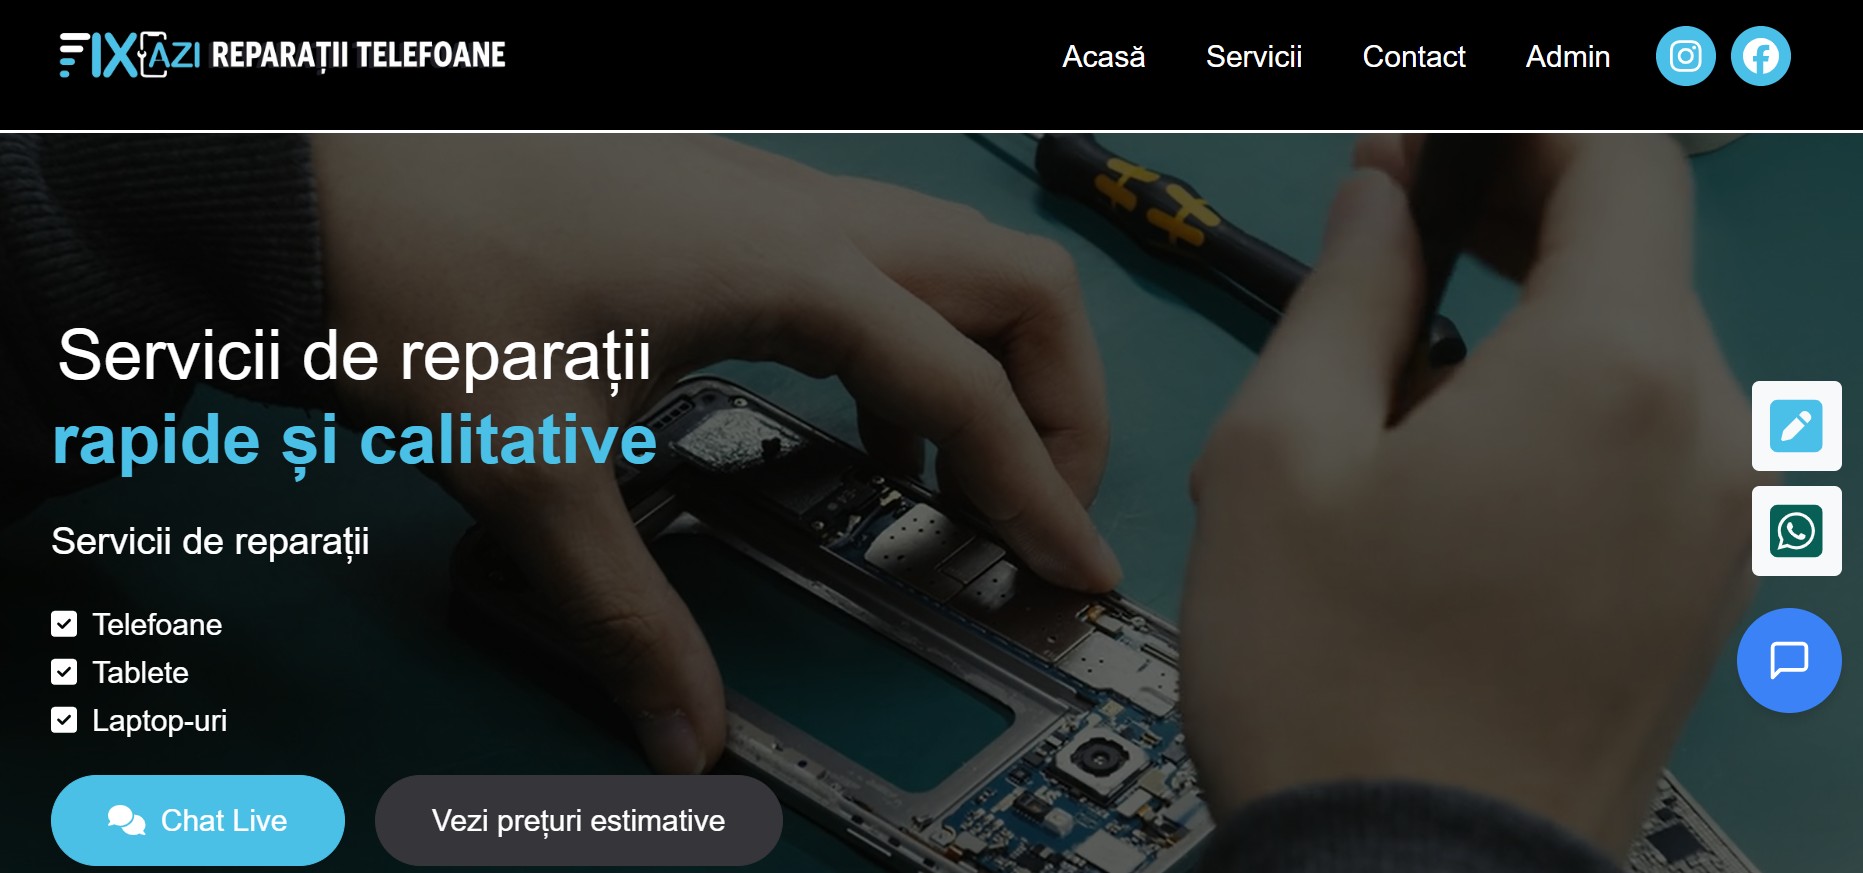 FIXAZI REPARAȚII TELEFOANE
Acasă
Servicii
Contact
Admin
Servicii de reparații
rapide și calitative
Servicii de reparații
Telefoane
Tablete
Laptop-uri
Chat Live
Vezi prețuri estimative